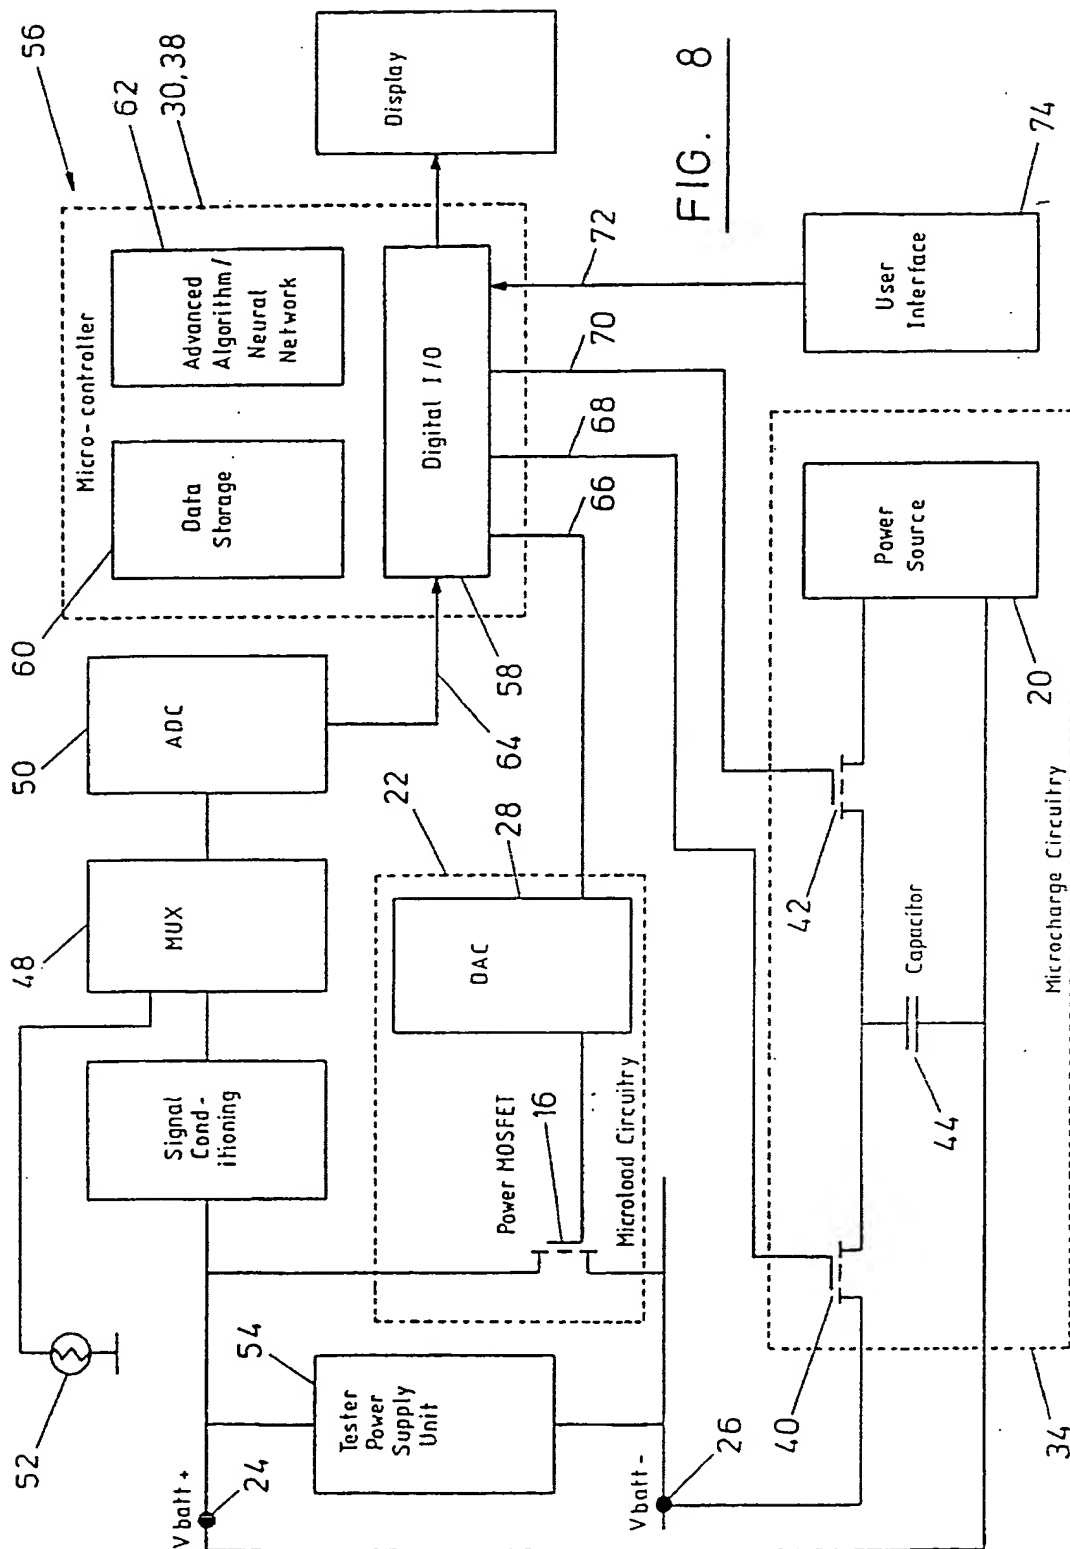 56
62
30,38
Micro-controller
Advanced
Algorithm/
Neural
Network
Data
Storage
60
Digital I/O
Display
50
ADC
64
58
66
68
70
72
48
MUX
Signal
Cond-
itioning
52
22
28
DAC
Power MOSFET
16
Microload Circuitry
54
Tester
Power
Supply
Unit
Vbatt+
24
Vbatt-
26
User
Interface
74
Power
Source
20
42
Capacitor
44
40
34
Microcharge Circuitry
FIG. 8